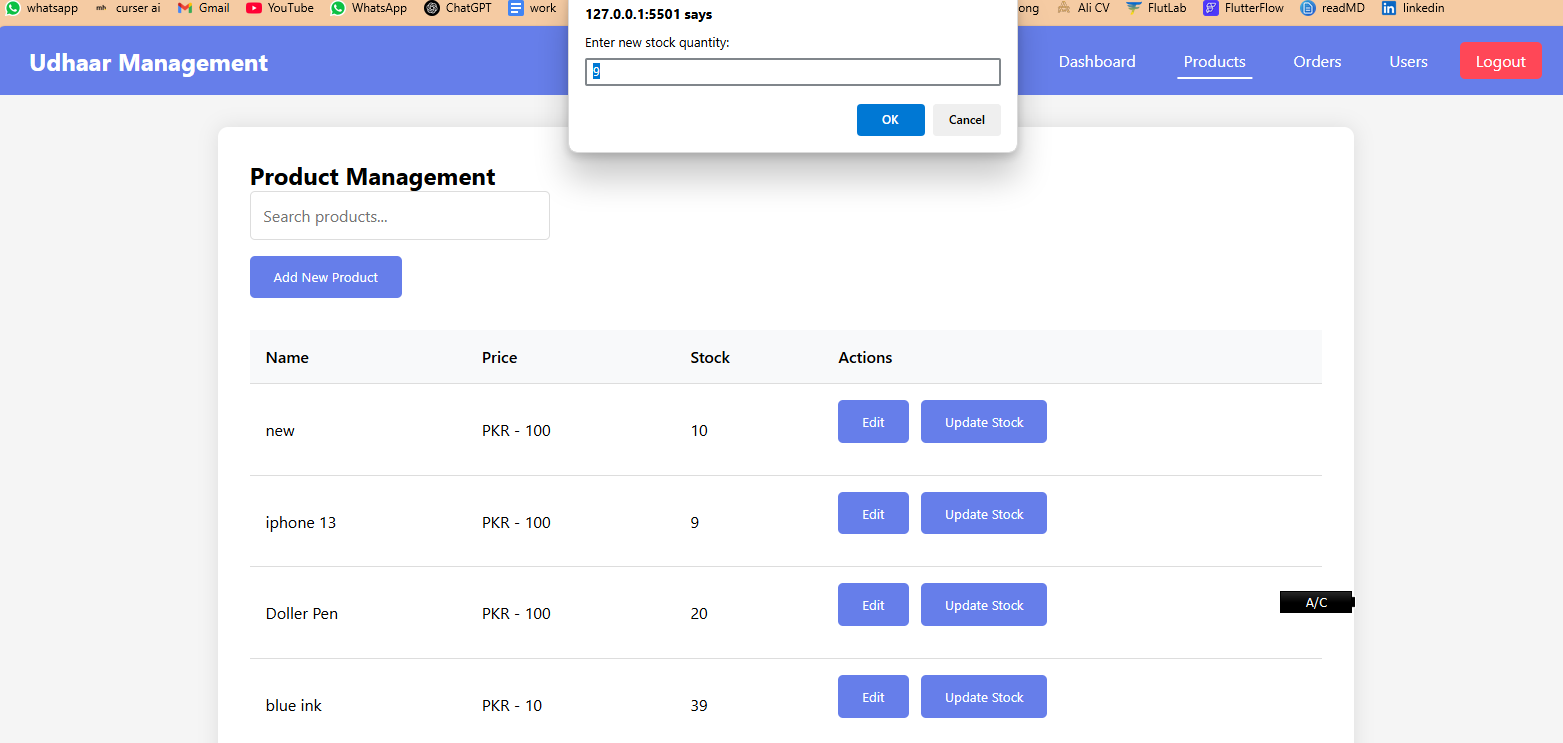 whatsapp curser ai Gmail YouTube WhatsApp ChatGPT work ong Ali CV FlutLab FlutterFlow readMD linkedin
127.0.0.1:5501 says
Enter new stock quantity:
9
OK Cancel
Udhaar Management Dashboard Products Orders Users Logout
Product Management
Search products...
Add New Product
Name Price Stock Actions
new PKR - 100 10 Edit Update Stock
iphone 13 PKR - 100 9 Edit Update Stock
Doller Pen PKR - 100 20 Edit Update Stock
A/C
blue ink PKR - 10 39 Edit Update Stock